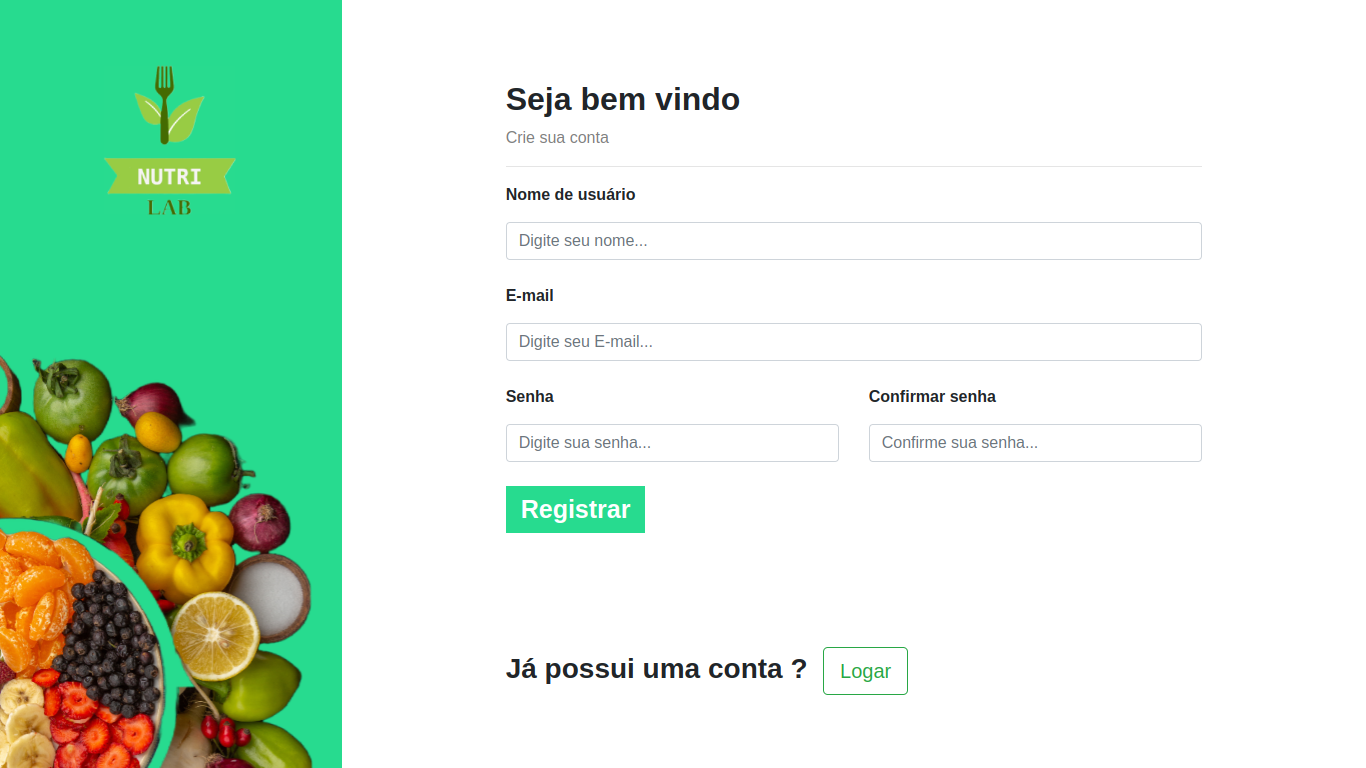 NUTRI
LAB
Seja bem vindo
Crie sua conta
Nome de usuário
Digite seu nome...
E-mail
Digite seu E-mail...
Senha
Confirmar senha
Digite sua senha...
Confirme sua senha...
Registrar
Já possui uma conta ?
Logar